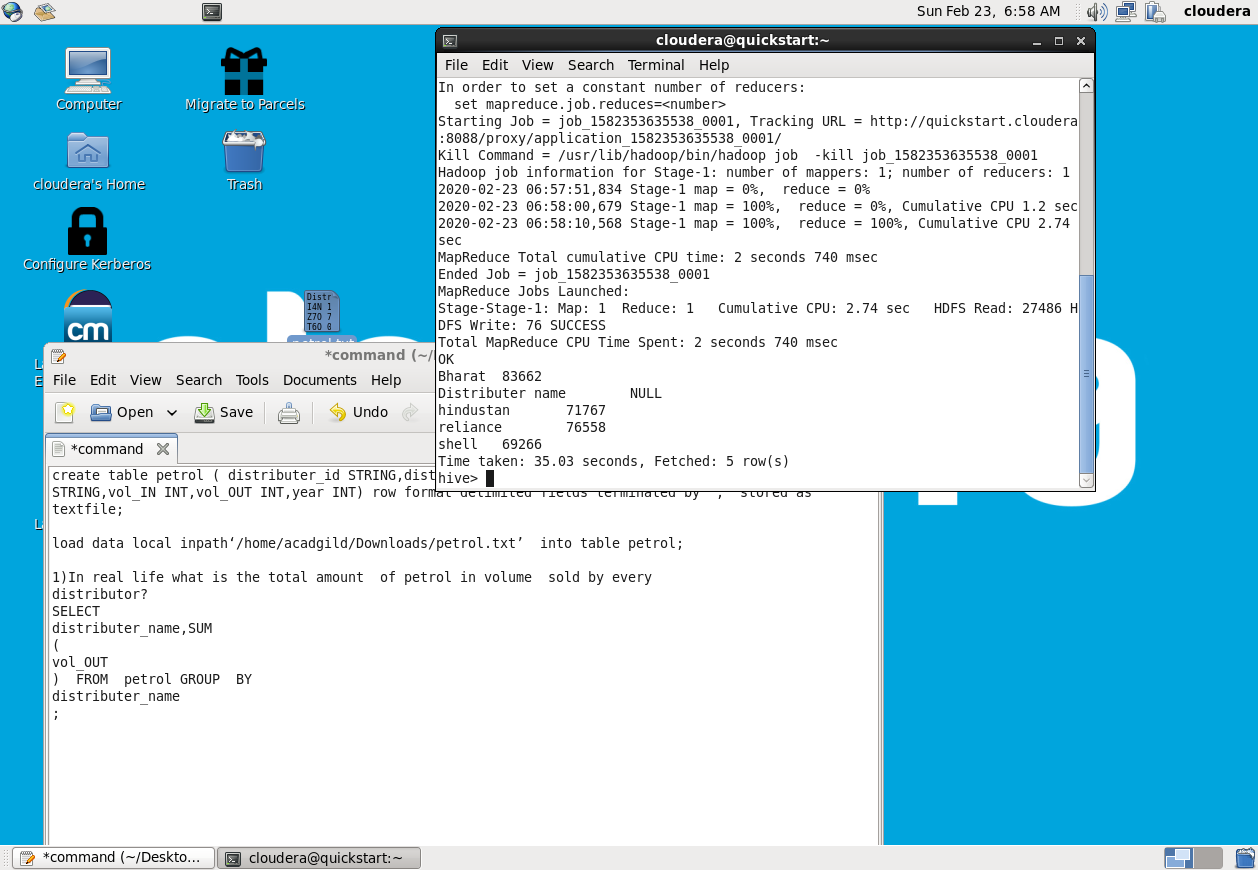 Sun Feb 23, 6:58 AM cloudera
Computer
Migrate to Parcels
cloudera's Home
Trash
Configure Kerberos
cm
Distr
I4N 1
Z7O 7
T6O 0
petrol.txt
cloudera@quickstart:~
File Edit View Search Terminal Help
In order to set a constant number of reducers:
set mapreduce.job.reduces=<number>
Starting Job = job_1582353635538_0001, Tracking URL = http://quickstart.cloudera
:8088/proxy/application_1582353635538_0001/
Kill Command = /usr/lib/hadoop/bin/hadoop job  -kill job_1582353635538_0001
Hadoop job information for Stage-1: number of mappers: 1; number of reducers: 1
2020-02-23 06:57:51,834 Stage-1 map = 0%,  reduce = 0%
2020-02-23 06:58:00,679 Stage-1 map = 100%,  reduce = 0%, Cumulative CPU 1.2 sec
2020-02-23 06:58:10,568 Stage-1 map = 100%,  reduce = 100%, Cumulative CPU 2.74
sec
MapReduce Total cumulative CPU time: 2 seconds 740 msec
Ended Job = job_1582353635538_0001
MapReduce Jobs Launched:
Stage-Stage-1: Map: 1  Reduce: 1   Cumulative CPU: 2.74 sec   HDFS Read: 27486 H
DFS Write: 76 SUCCESS
Total MapReduce CPU Time Spent: 2 seconds 740 msec
OK
Bharat  83662
Distributer name        NULL
hindustan       71767
reliance        76558
shell   69266
Time taken: 35.03 seconds, Fetched: 5 row(s)
hive>
*command (~/
File Edit View Search Tools Documents Help
Open Save Undo
*command
create table petrol ( distributer_id STRING,dist
STRING,vol_IN INT,vol_OUT INT,year INT) row format delimited fields terminated by ',' stored as
textfile;
load data local inpath‘/home/acadgild/Downloads/petrol.txt’  into table petrol;
1)In real life what is the total amount  of petrol in volume  sold by every
distributor?
SELECT
distributer_name,SUM
(
vol_OUT
)  FROM  petrol GROUP  BY
distributer_name
;
*command (~/Deskto...
cloudera@quickstart:~